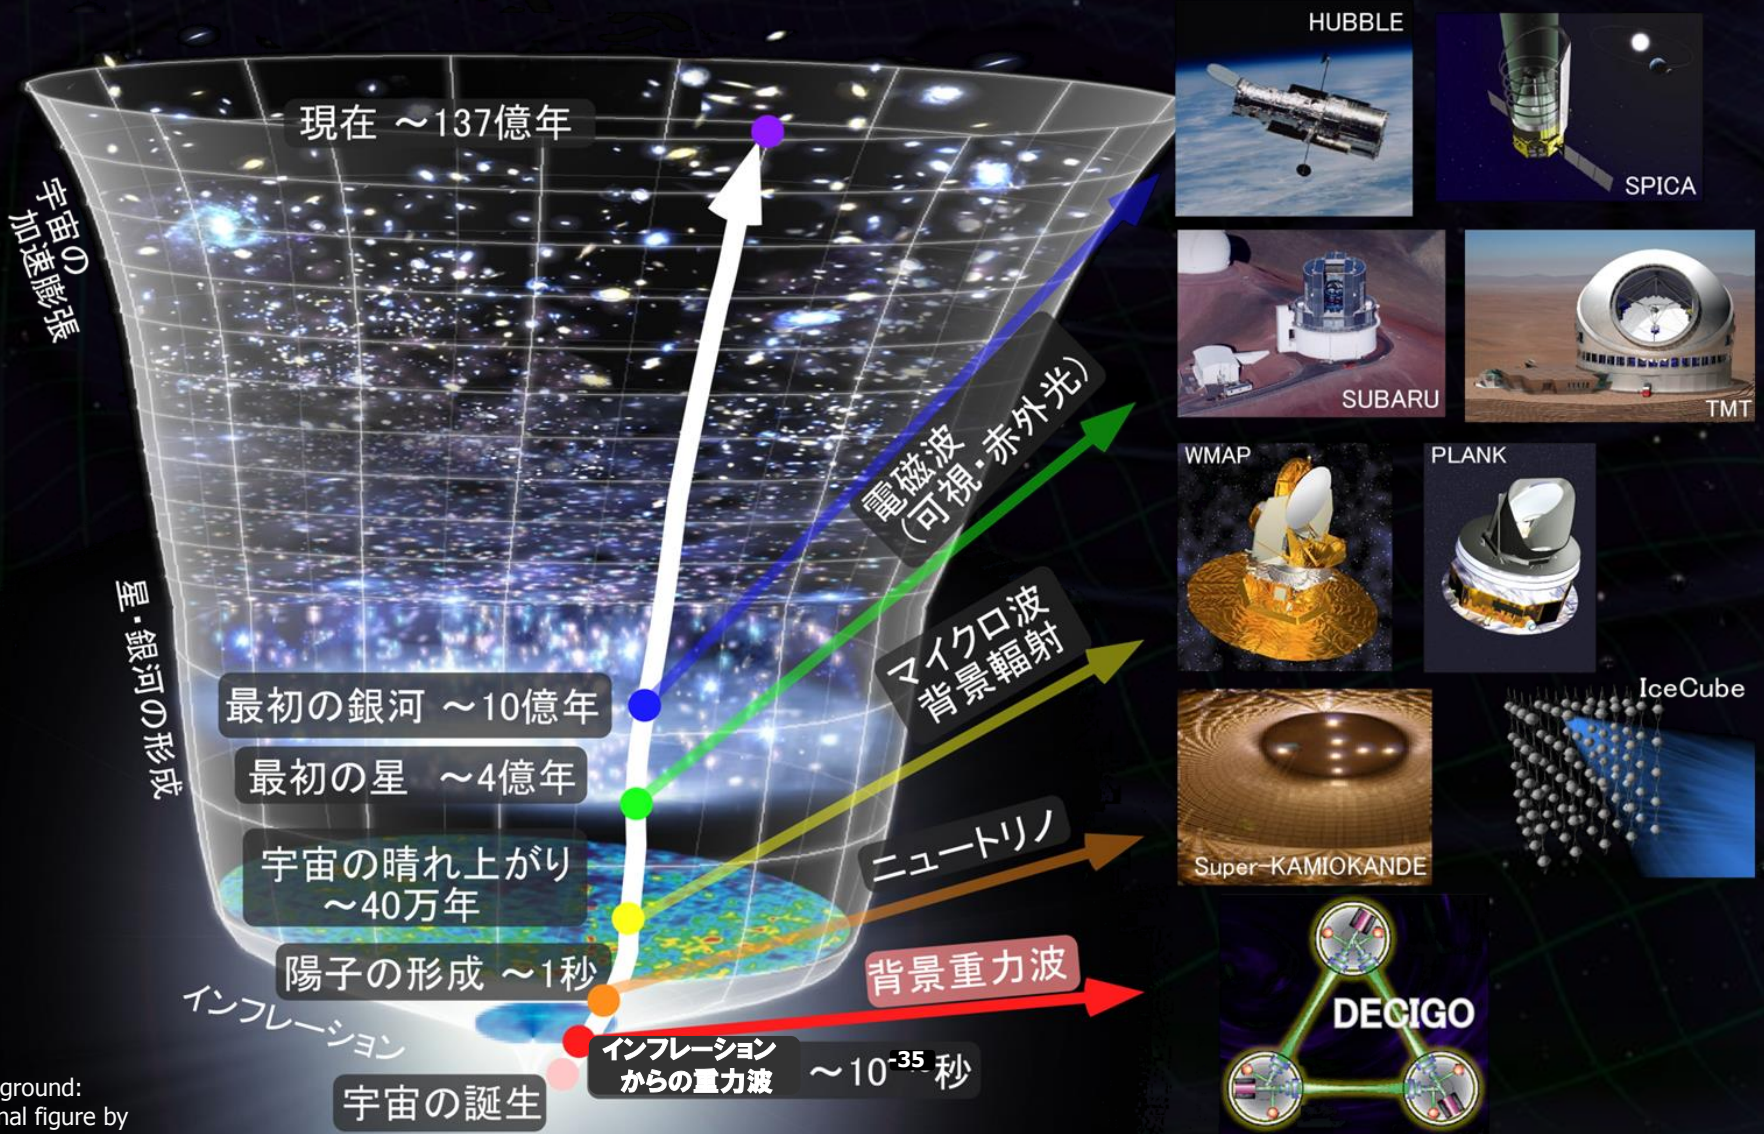 HUBBLE
SPICA
現在 ～137億年
宇宙の
加速膨張
SUBARU
TMT
電磁波
（可視・赤外光）
WMAP
PLANK
星・銀河の形成
マイクロ波
背景輻射
最初の銀河 ～10億年
IceCube
最初の星 ～4億年
宇宙の晴れ上がり
～40万年
ニュートリノ
Super-KAMIOKANDE
陽子の形成 ～1秒
背景重力波
インフレーション
DECIGO
インフレーション
からの重力波 ～10-35秒
宇宙の誕生
ground:
nal figure by